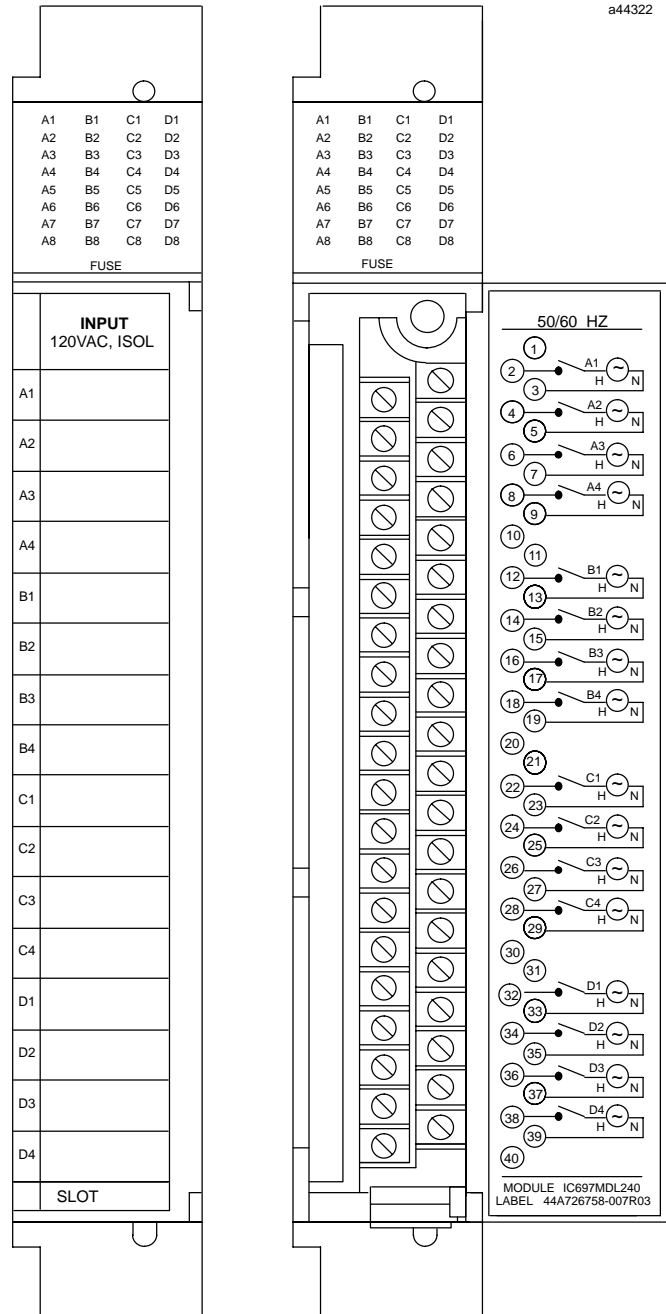 a44322
A1 B1 C1 D1
A2 B2 C2 D2
A3 B3 C3 D3
A4 B4 C4 D4
A5 B5 C5 D5
A6 B6 C6 D6
A7 B7 C7 D7
A8 B8 C8 D8
FUSE
INPUT
120VAC, ISOL
A1
A2
A3
A4
B1
B2
B3
B4
C1
C2
C3
C4
D1
D2
D3
D4
SLOT
A1 B1 C1 D1
A2 B2 C2 D2
A3 B3 C3 D3
A4 B4 C4 D4
A5 B5 C5 D5
A6 B6 C6 D6
A7 B7 C7 D7
A8 B8 C8 D8
FUSE
50/60 HZ
1
2 A1 ~
3 H N
4 A2 ~
5 H N
6 A3 ~
7 H N
8 A4 ~
9 H N
10
11
12 B1 ~
13 H N
14 B2 ~
15 H N
16 B3 ~
17 H N
18 B4 ~
19 H N
20
21
22 C1 ~
23 H N
24 C2 ~
25 H N
26 C3 ~
27 H N
28 C4 ~
29 H N
30
31
32 D1 ~
33 H N
34 D2 ~
35 H N
36 D3 ~
37 H N
38 D4 ~
39 H N
40
MODULE IC697MDL240
LABEL 44A726758-007R03